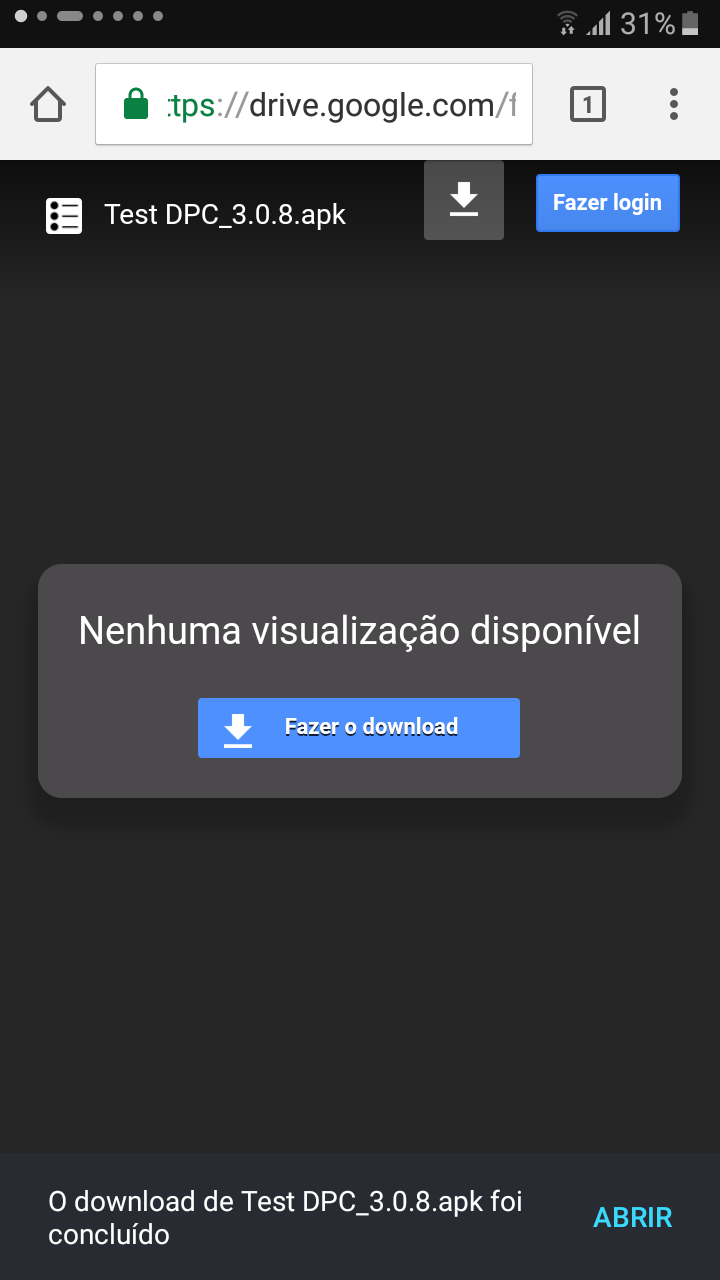 31%
tps://drive.google.com/f
1
Test DPC_3.0.8.apk
Fazer login
Nenhuma visualização disponível
Fazer o download
O download de Test DPC_3.0.8.apk foi
concluído
ABRIR